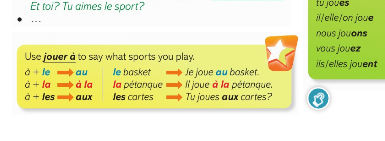 Et toi? Tu aimes le sport?
• ...
Use jouer à to say what sports you play.
à + le → au le basket → Je joue au basket.
à + la → à la la pétanque → Il joue à la pétanque.
à + les → aux les cartes → Tu joues aux cartes?
tu joues
il/elle/on joue
nous jouons
vous jouez
ils/elles jouent